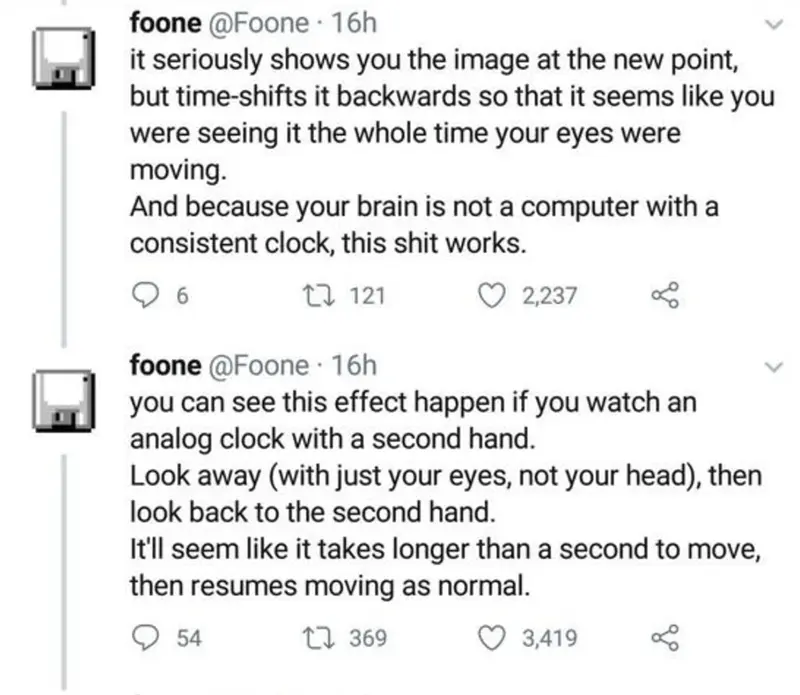 foone @Foone · 16h
it seriously shows you the image at the new point,
but time-shifts it backwards so that it seems like you
were seeing it the whole time your eyes were
moving.
And because your brain is not a computer with a
consistent clock, this shit works.
6 121 2,237
foone @Foone · 16h
you can see this effect happen if you watch an
analog clock with a second hand.
Look away (with just your eyes, not your head), then
look back to the second hand.
It'll seem like it takes longer than a second to move,
then resumes moving as normal.
54 369 3,419